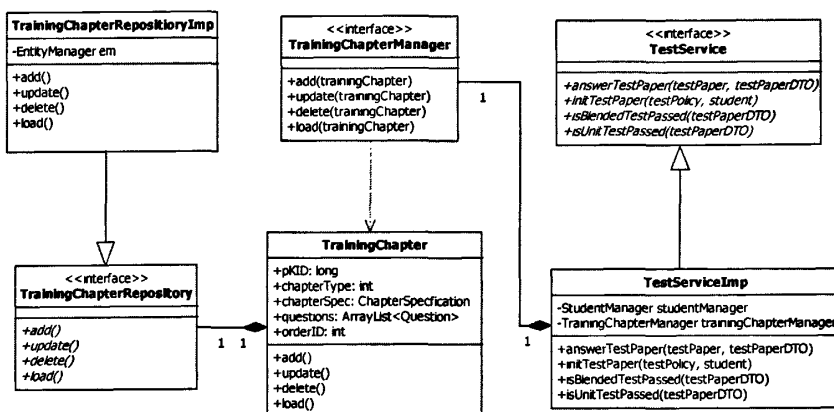 TrainingChapterRepositioryImp
-EntityManager em
+add()
+update()
+delete()
+load()
<<interface>>
TrainingChapterManager
+add(trainingChapter)
+update(trainingChapter)
+delete(trainingChapter)
+load(trainingChapter)
1
<<interface>>
TestService
+answerTestPaper(testPaper, testPaperDTO)
+initTestPaper(testPolicy, student)
+isBlendedTestPassed(testPaperDTO)
+isUnitTestPassed(testPaperDTO)
<<interface>>
TrainingChapterRepository
+add()
+update()
+delete()
+load()
1 1
TrainingChapter
+pKID: long
+chapterType: int
+chapterSpec: ChapterSpecfication
+questions: ArrayList<Question>
+orderID: int
+add()
+update()
+delete()
+load()
1
TestServiceImp
-StudentManager studentManager
-TrainingChapterManager trainingChapterManager
+answerTestPaper(testPaper, testPaperDTO)
+initTestPaper(testPolicy, student)
+isBlendedTestPassed(testPaperDTO)
+isUnitTestPassed(testPaperDTO)